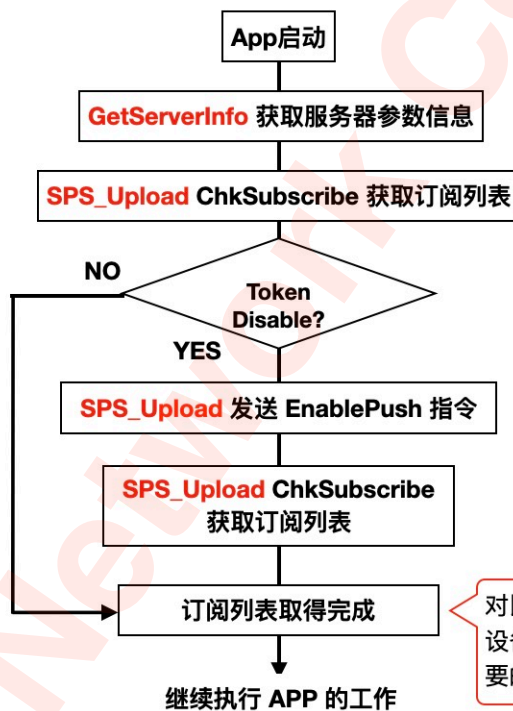 App启动
GetServerInfo 获取服务器参数信息
SPS_Upload ChkSubscribe 获取订阅列表
NO
Token
Disable?
YES
SPS_Upload 发送 EnablePush 指令
SPS_Upload ChkSubscribe
获取订阅列表
订阅列表取得完成
对
设
要
继续执行 APP 的工作
Network C